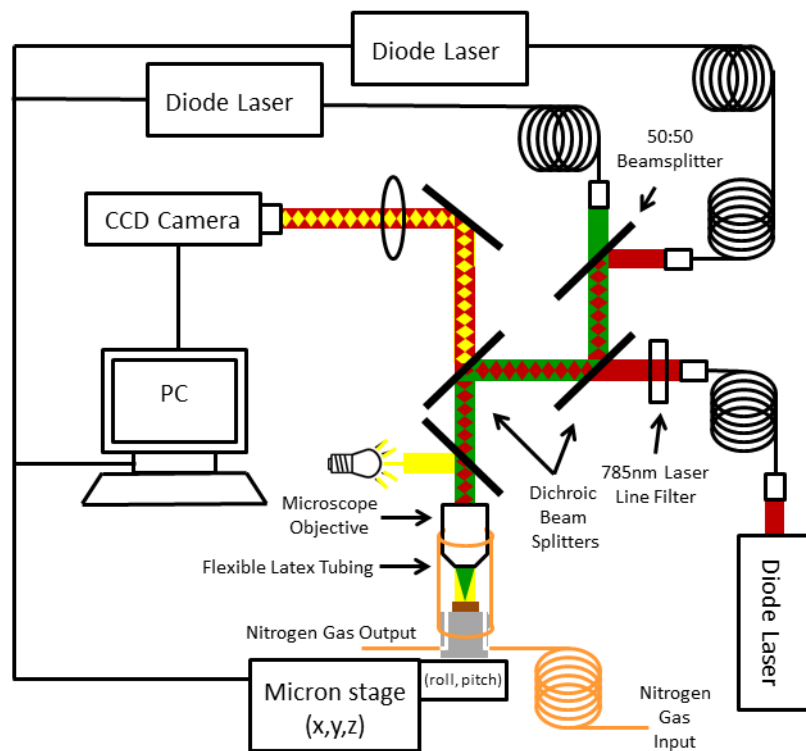 Diode Laser
Diode Laser
50:50
Beamsplitter
CCD Camera
PC
785nm Laser
Line Filter
Dichroic
Beam
Splitters
Microscope
Objective
Flexible Latex Tubing
Diode Laser
Nitrogen Gas Output
(roll, pitch)
Micron stage
(x,y,z)
Nitrogen
Gas
Input